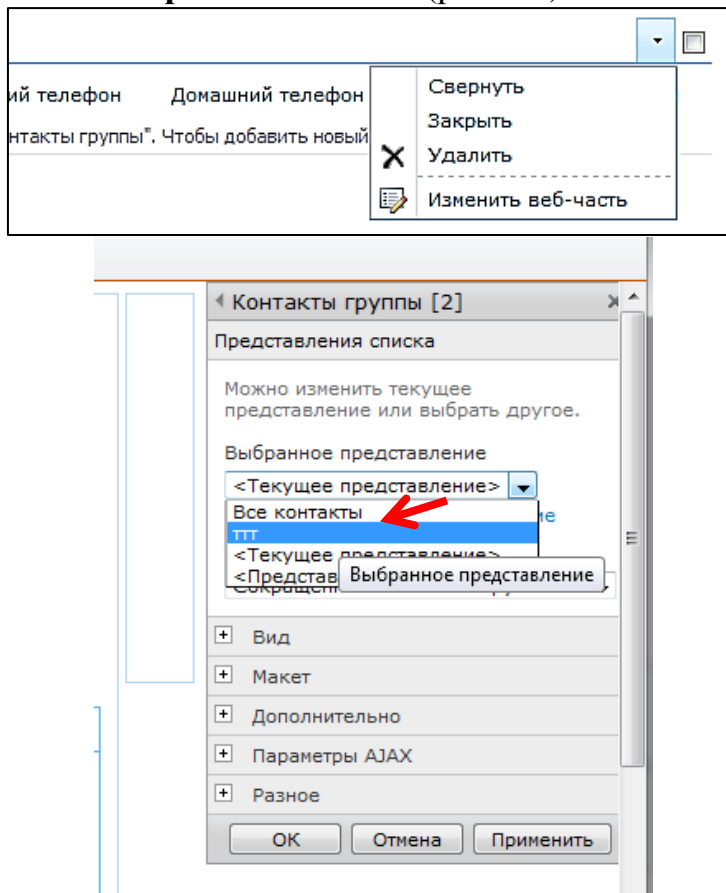 ий телефон Домашний телефон
нтакты группы". Чтобы добавить новый
Свернуть
Закрыть
Удалить
Изменить веб-часть
Контакты группы [2]
Представления списка
Можно изменить текущее
представление или выбрать другое.
Выбранное представление
<Текущее представление>
Все контакты
ие
ттт
<Текущее представление>
<Представ
Выбранное представление
Вид
Макет
Дополнительно
Параметры AJAX
Разное
ОК Отмена Применить